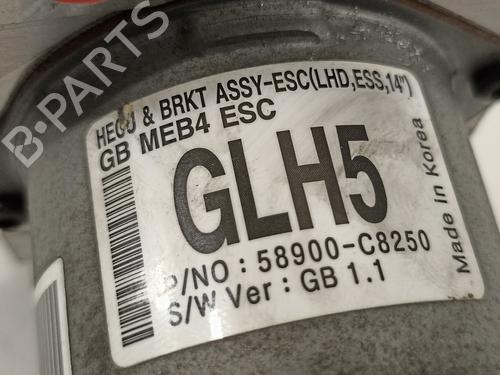 HECU & BRKT ASSY-ESC(LHD,ESS,14")
GB MEB4 ESC
GLH5
P/NO : 58900-C8250
S/W Ver : GB 1.1
Made in Korea
B-PARTS